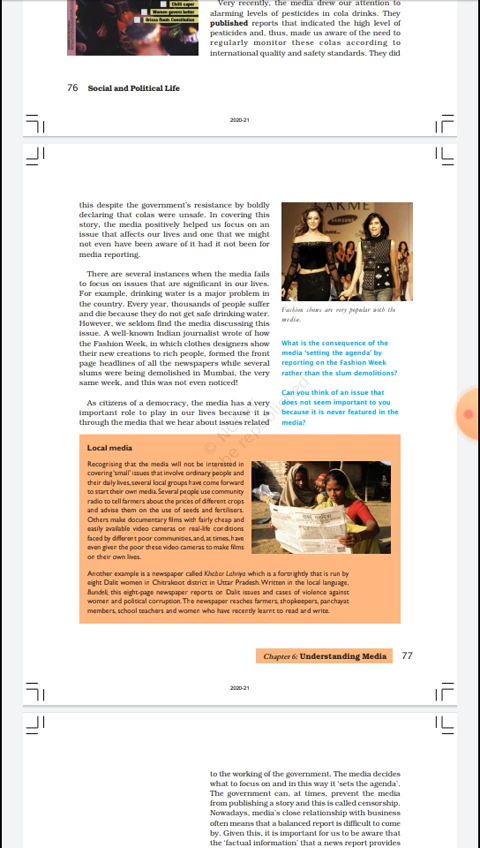 Chilli caper
Women govern better
Orissa flouts Constitution
Very recently, the media drew our attention to
alarming levels of pesticides in cola drinks. They
published reports that indicated the high level of
pesticides and, thus, made us aware of the need to
regularly monitor these colas according to
international quality and safety standards. They did
76 Social and Political Life
2020-21
this despite the government's resistance by boldly
declaring that colas were unsafe. In covering this
story, the media positively helped us focus on an
issue that affects our lives and one that we might
not even have been aware of had it not been for
media reporting.
There are several instances when the media fails
to focus on issues that are significant in our lives.
For example, drinking water is a major problem in
the country. Every year, thousands of people suffer
and die because they do not get safe drinking water.
However, we seldom find the media discussing this
issue. A well-known Indian journalist wrote of how
the Fashion Week, in which clothes designers show
their new creations to rich people, formed the front
page headlines of all the newspapers while several
slums were being demolished in Mumbai, the very
same week, and this was not even noticed!
As citizens of a democracy, the media has a very
important role to play in our lives because it is
through the media that we hear about issues related
AKME
SAMSUNG
Fashion shows are very popular with the
media.
What is the consequence of the
media 'setting the agenda' by
reporting on the Fashion Week
rather than the slum demolitions?
Can you think of an issue that
does not seem important to you
because it is never featured in the
media?
Local media
Recognising that the media will not be interested in
covering 'small' issues that involve ordinary people and
their daily lives, several local groups have come forward
to start their own media. Several people use community
radio to tell farmers about the prices of different crops
and advise them on the use of seeds and fertilisers.
Others make documentary films with fairly cheap and
easily available video cameras on real-life conditions
faced by different poor communities, and, at times, have
even given the poor these video cameras to make films
on their own lives.
Another example is a newspaper called Khabar Lahriya which is a fortnightly that is run by
eight Dalit women in Chitrakoot district in Uttar Pradesh. Written in the local language,
Bundeli, this eight-page newspaper reports on Dalit issues and cases of violence against
women and political corruption. The newspaper reaches farmers, shopkeepers, panchayat
members, school teachers and women who have recently learnt to read and write.
Chapter 6: Understanding Media 77
2020-21
to the working of the government. The media decides
what to focus on and in this way it 'sets the agenda'.
The government can, at times, prevent the media
from publishing a story and this is called censorship.
Nowadays, media's close relationship with business
often means that a balanced report is difficult to come
by. Given this, it is important for us to be aware that
the 'factual information' that a news report provides